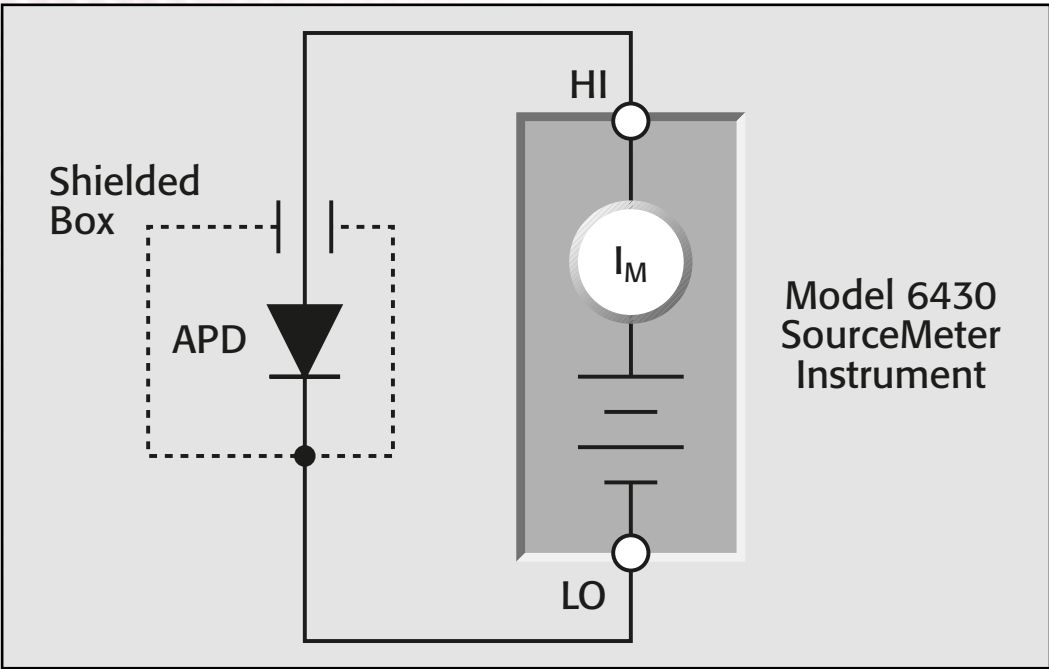 HI
Shielded
Box
I_M
APD
Model 6430
SourceMeter
Instrument
LO